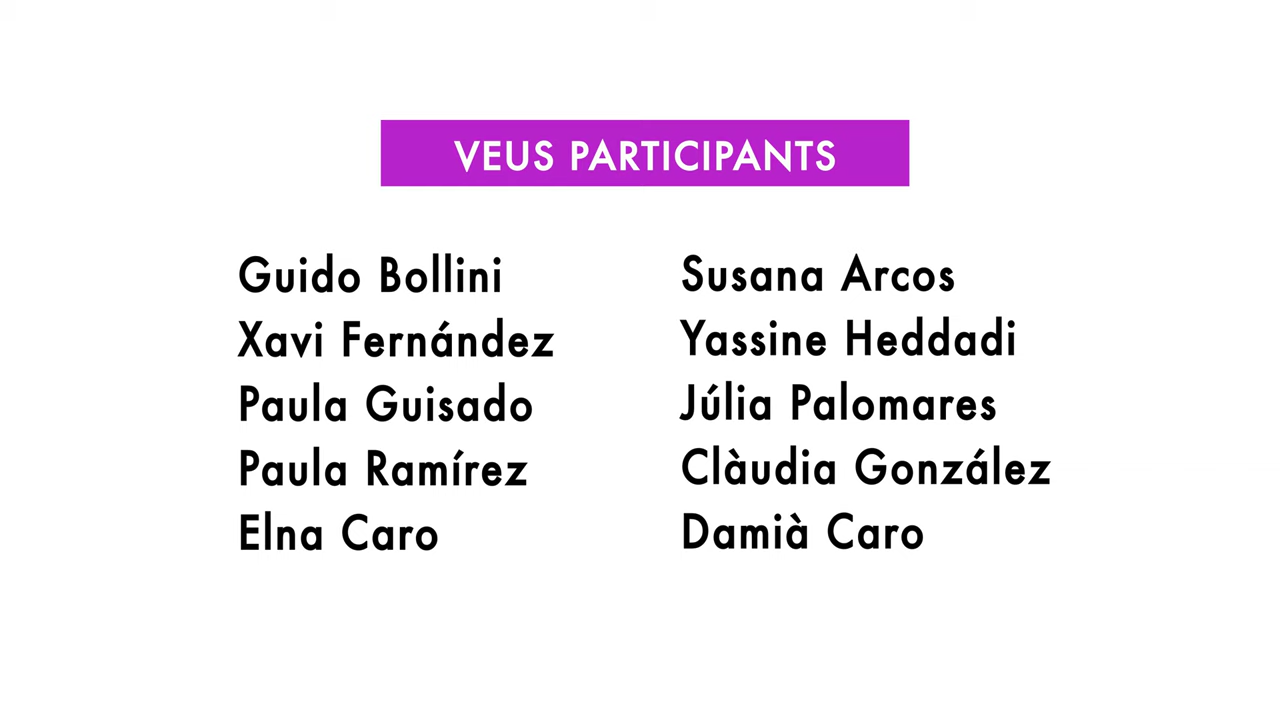 VEUS PARTICIPANTS
Guido Bollini
Xavi Fernández
Paula Guisado
Paula Ramírez
Elna Caro
Susana Arcos
Yassine Heddadi
Júlia Palomares
Clàudia González
Damià Caro